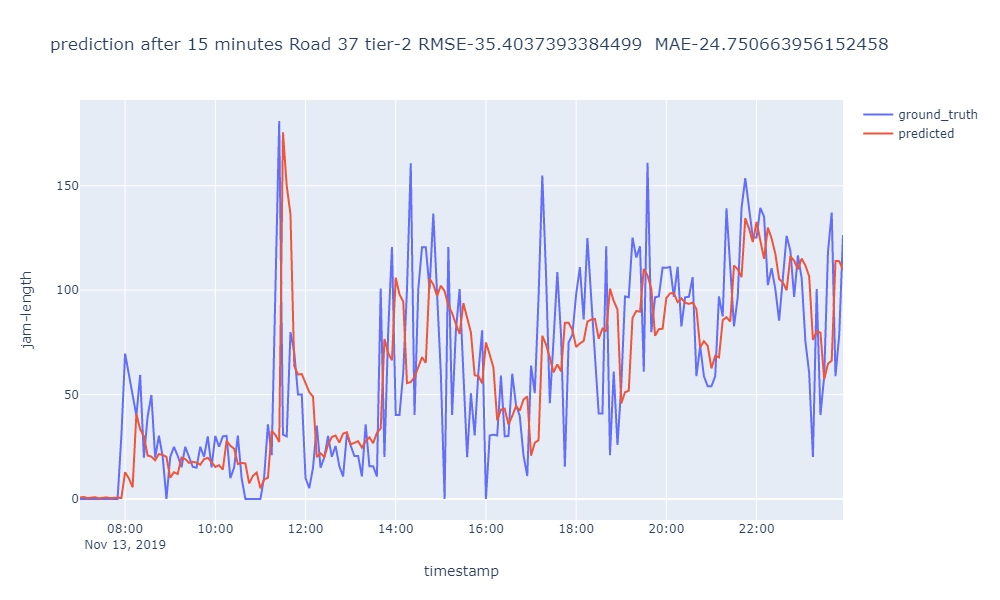 prediction after 15 minutes Road 37 tier-2 RMSE-35.4037393384499  MAE-24.750663956152458
ground_truth
predicted
150
100
50
0
jam-length
08:00 10:00 12:00 14:00 16:00 18:00 20:00 22:00
Nov 13, 2019
timestamp